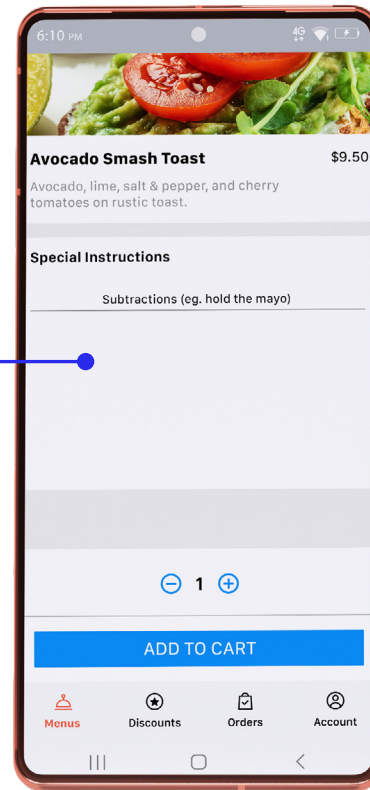 6:10 PM
4G
Avocado Smash Toast
$9.50
Avocado, lime, salt & pepper, and cherry
tomatoes on rustic toast.
Special Instructions
Subtractions (eg. hold the mayo)
1
ADD TO CART
Menus
Discounts
Orders
Account